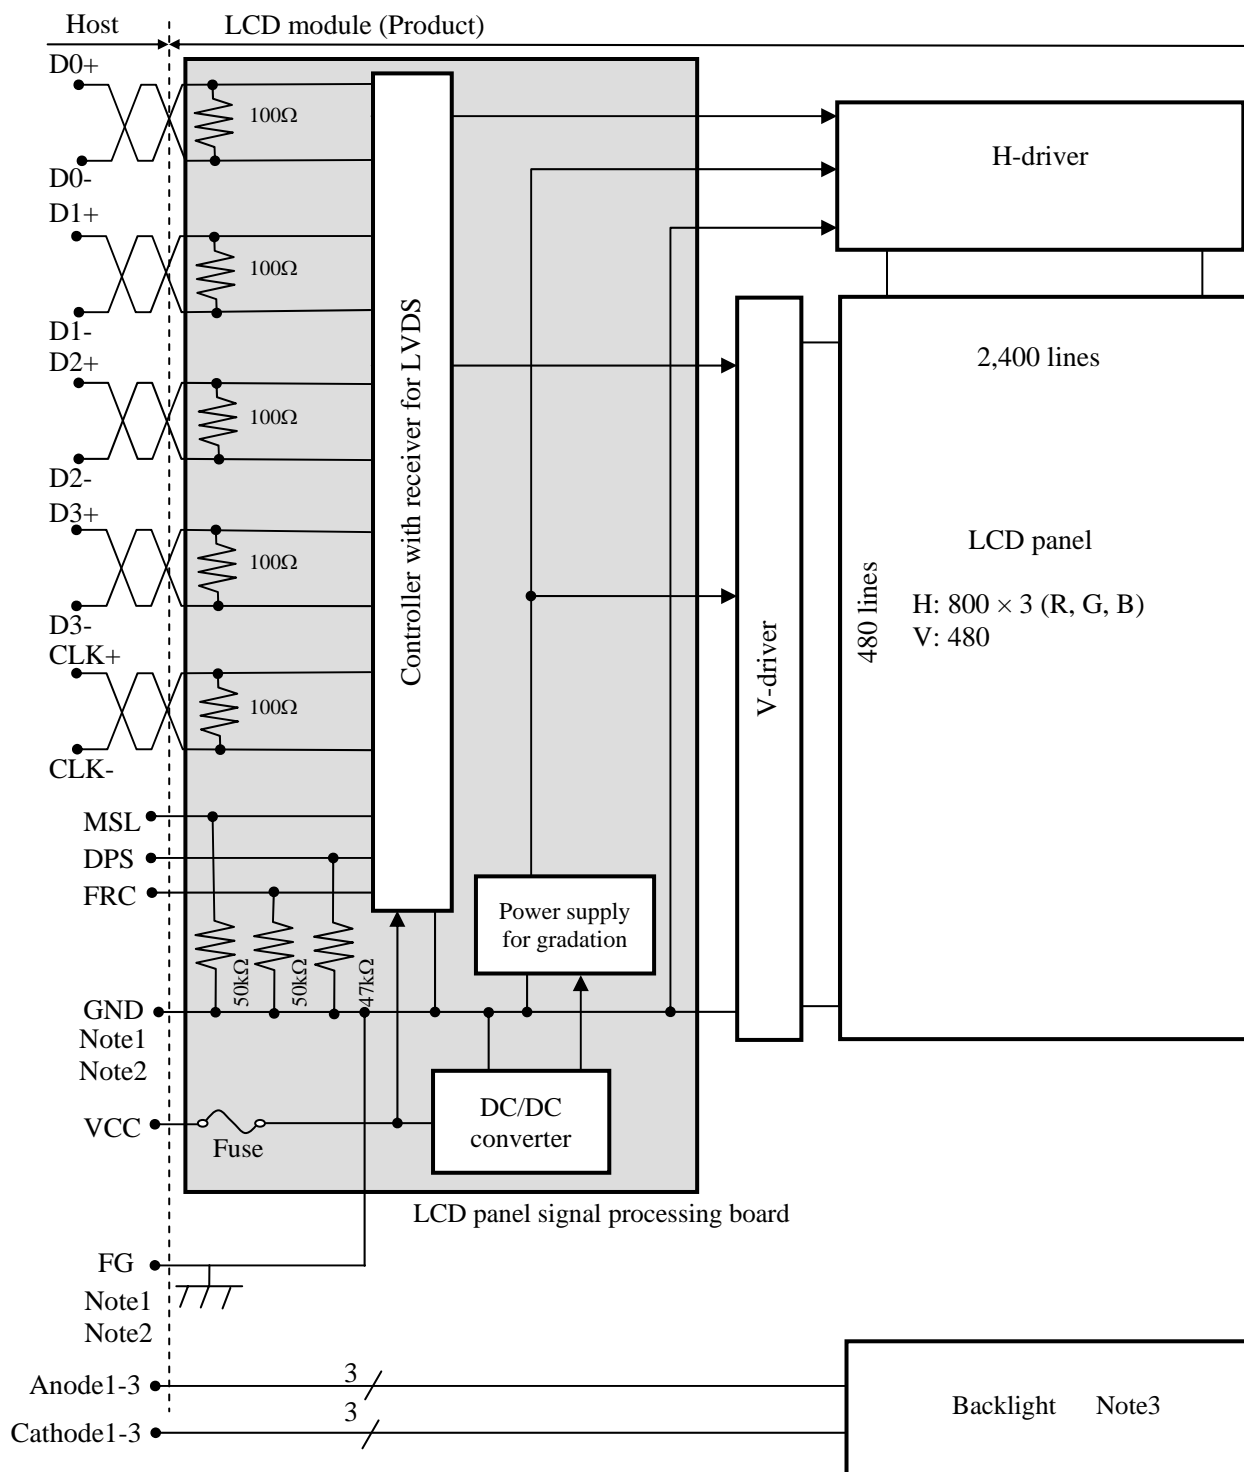 Host
LCD module (Product)
D0+
100Ω
D0-
D1+
100Ω
D1-
D2+
100Ω
D2-
D3+
100Ω
D3-
CLK+
100Ω
CLK-
MSL
DPS
FRC
50kΩ
50kΩ
47kΩ
GND
Note1
Note2
VCC
Fuse
Controller with receiver for LVDS
Power supply
for gradation
DC/DC
converter
LCD panel signal processing board
H-driver
V-driver
2,400 lines
480 lines
LCD panel
H: 800 × 3 (R, G, B)
V: 480
FG
Note1
Note2
Anode1-3
3
Cathode1-3
3
Backlight Note3